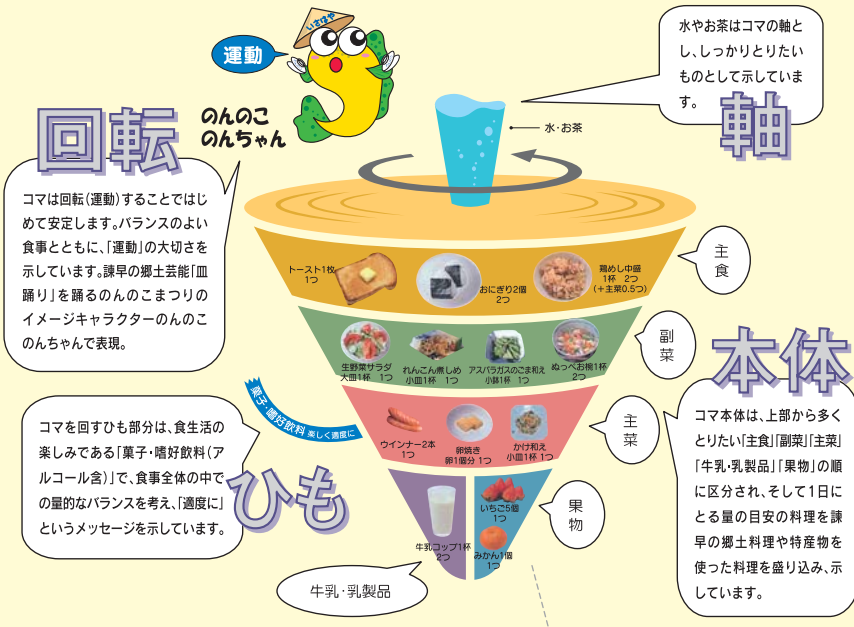 いさはや
運動
のんのこ
のんちゃん
回転
コマは回転(運動)することではじ
めて安定します。バランスのよい
食事とともに、「運動」の大切さを
示しています。諫早の郷土芸能「皿
踊り」を踊るのんのこまつりの
イメージキャラクターのんのこ
のんちゃんで表現。
水やお茶はコマの軸と
し、しっかりとりたい
ものとして示していま
す。
軸
水・お茶
主食
トースト1枚
1つ
おにぎり2個
2つ
鶏めし中盛
1杯 2つ
(+主菜0.5つ)
副菜
生野菜サラダ
大皿1杯 1つ
れんこん煮しめ
小皿1杯 1つ
アスパラガスのごま和え
小鉢1杯 1つ
ぬっぺお椀1杯
2つ
主菜
ウインナー2本
1つ
卵焼き
卵1個分 1つ
かけ和え
小皿1杯 1つ
果物
牛乳コップ1杯
2つ
いちご5個
1つ
みかん1個
1つ
牛乳・乳製品
菓子・嗜好飲料 楽しく適度に
コマを回すひも部分は、食生活の
楽しみである「菓子・嗜好飲料(ア
ルコール含)」で、食事全体の中で
の量的なバランスを考え、「適度に」
というメッセージを示しています。
ひも
本体
コマ本体は、上部から多く
とりたい「主食」「副菜」「主菜」
「牛乳・乳製品」「果物」の順
に区分され、そして1日に
とる量の目安の料理を諫
早の郷土料理や特産物を
使った料理を盛り込み、示
しています。